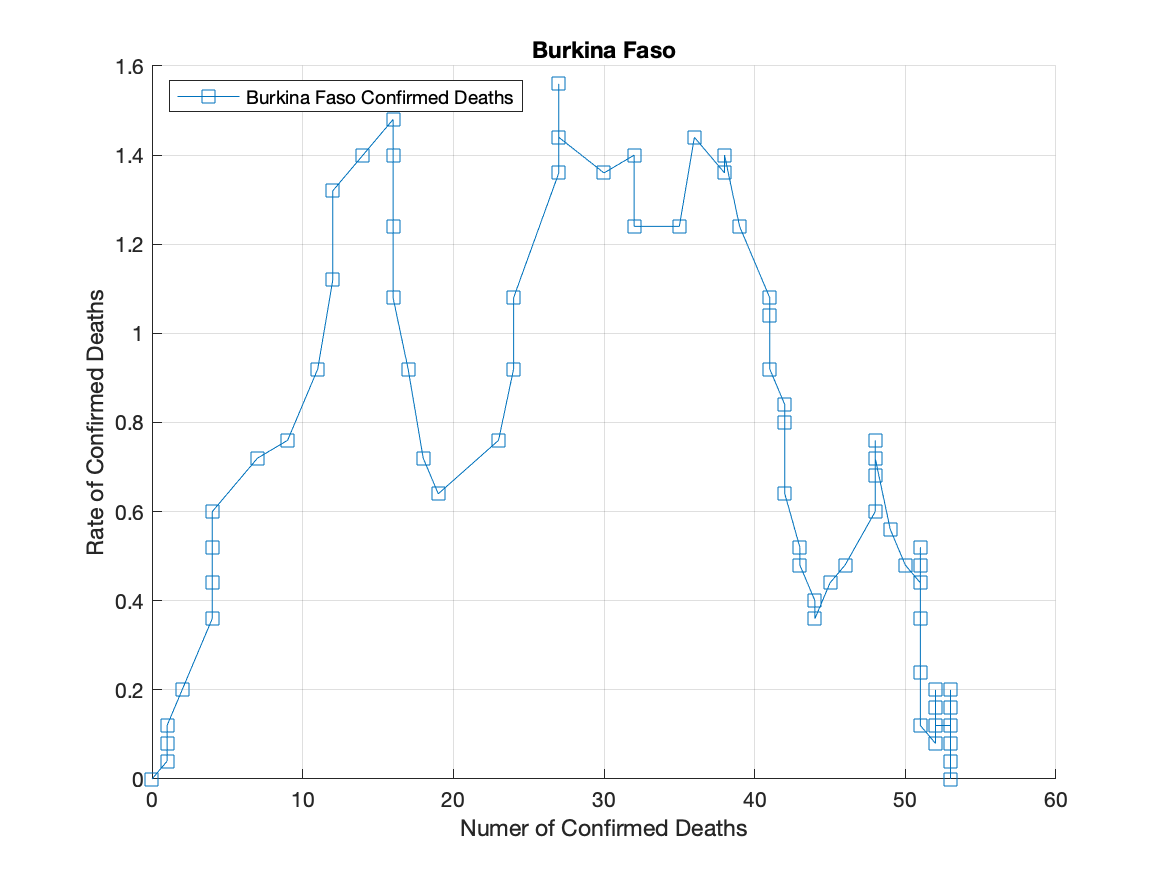 Burkina Faso
Burkina Faso Confirmed Deaths
1.6
1.4
1.2
1
0.8
0.6
0.4
0.2
0
Rate of Confirmed Deaths
0 10 20 30 40 50 60
Numer of Confirmed Deaths